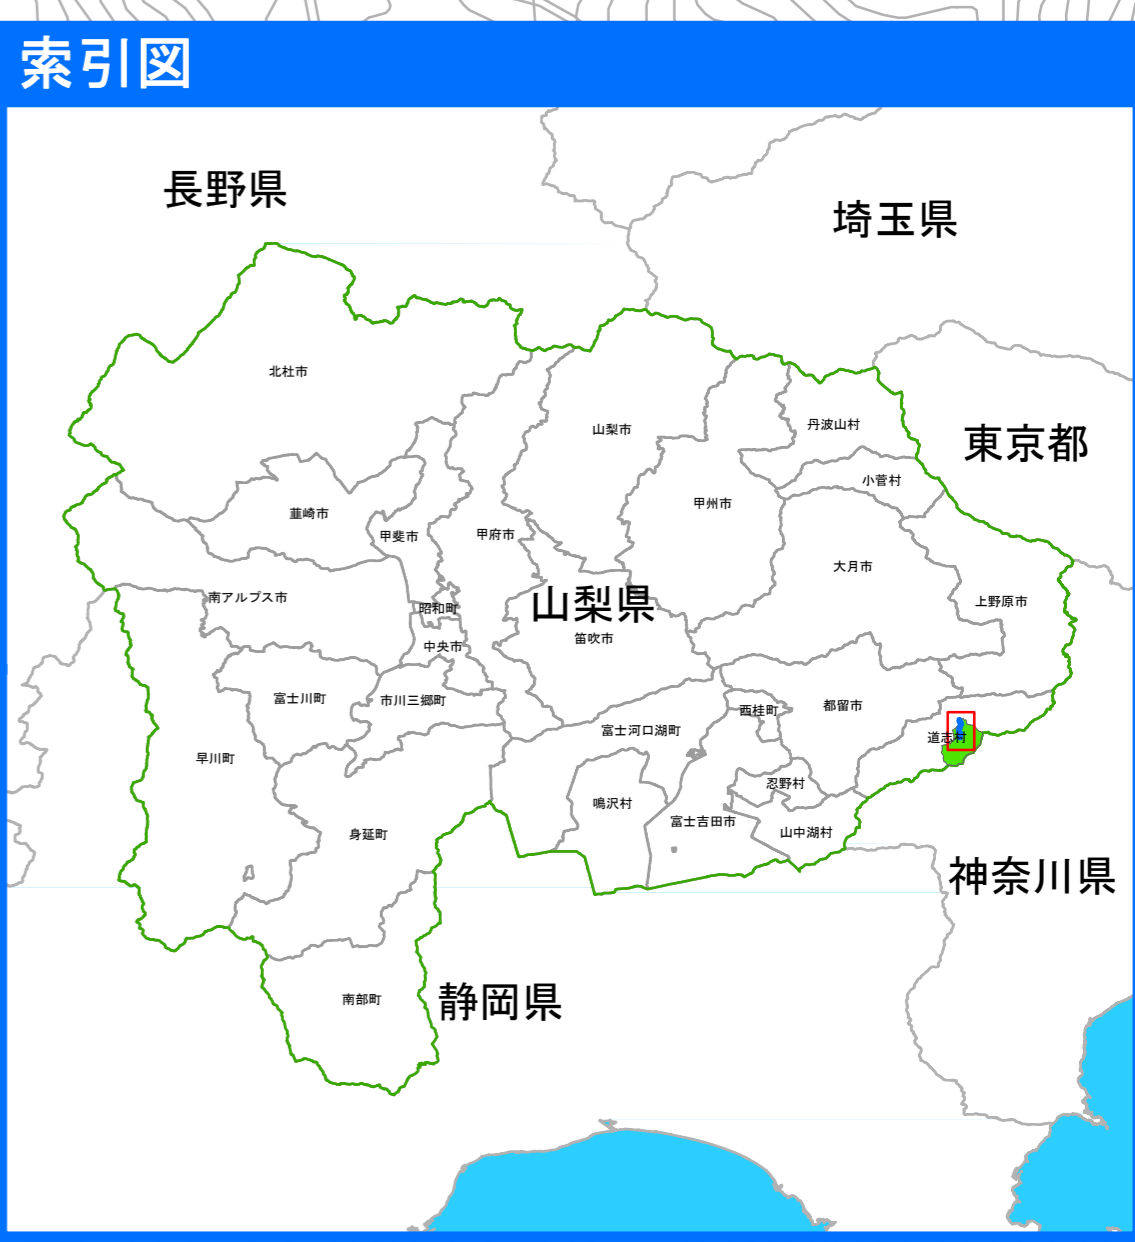 索引図
長野県
埼玉県
北杜市
山梨市
丹波山村
東京都
小菅村
甲州市
韮崎市
甲斐市
甲府市
大月市
南アルプス市
昭和町
山梨県
上野原市
笛吹市
中央市
富士川町
市川三郷町
西桂町
都留市
富士河口湖町
道志村
早川町
忍野村
鳴沢村
富士吉田市
山中湖村
身延町
神奈川県
南部町
静岡県